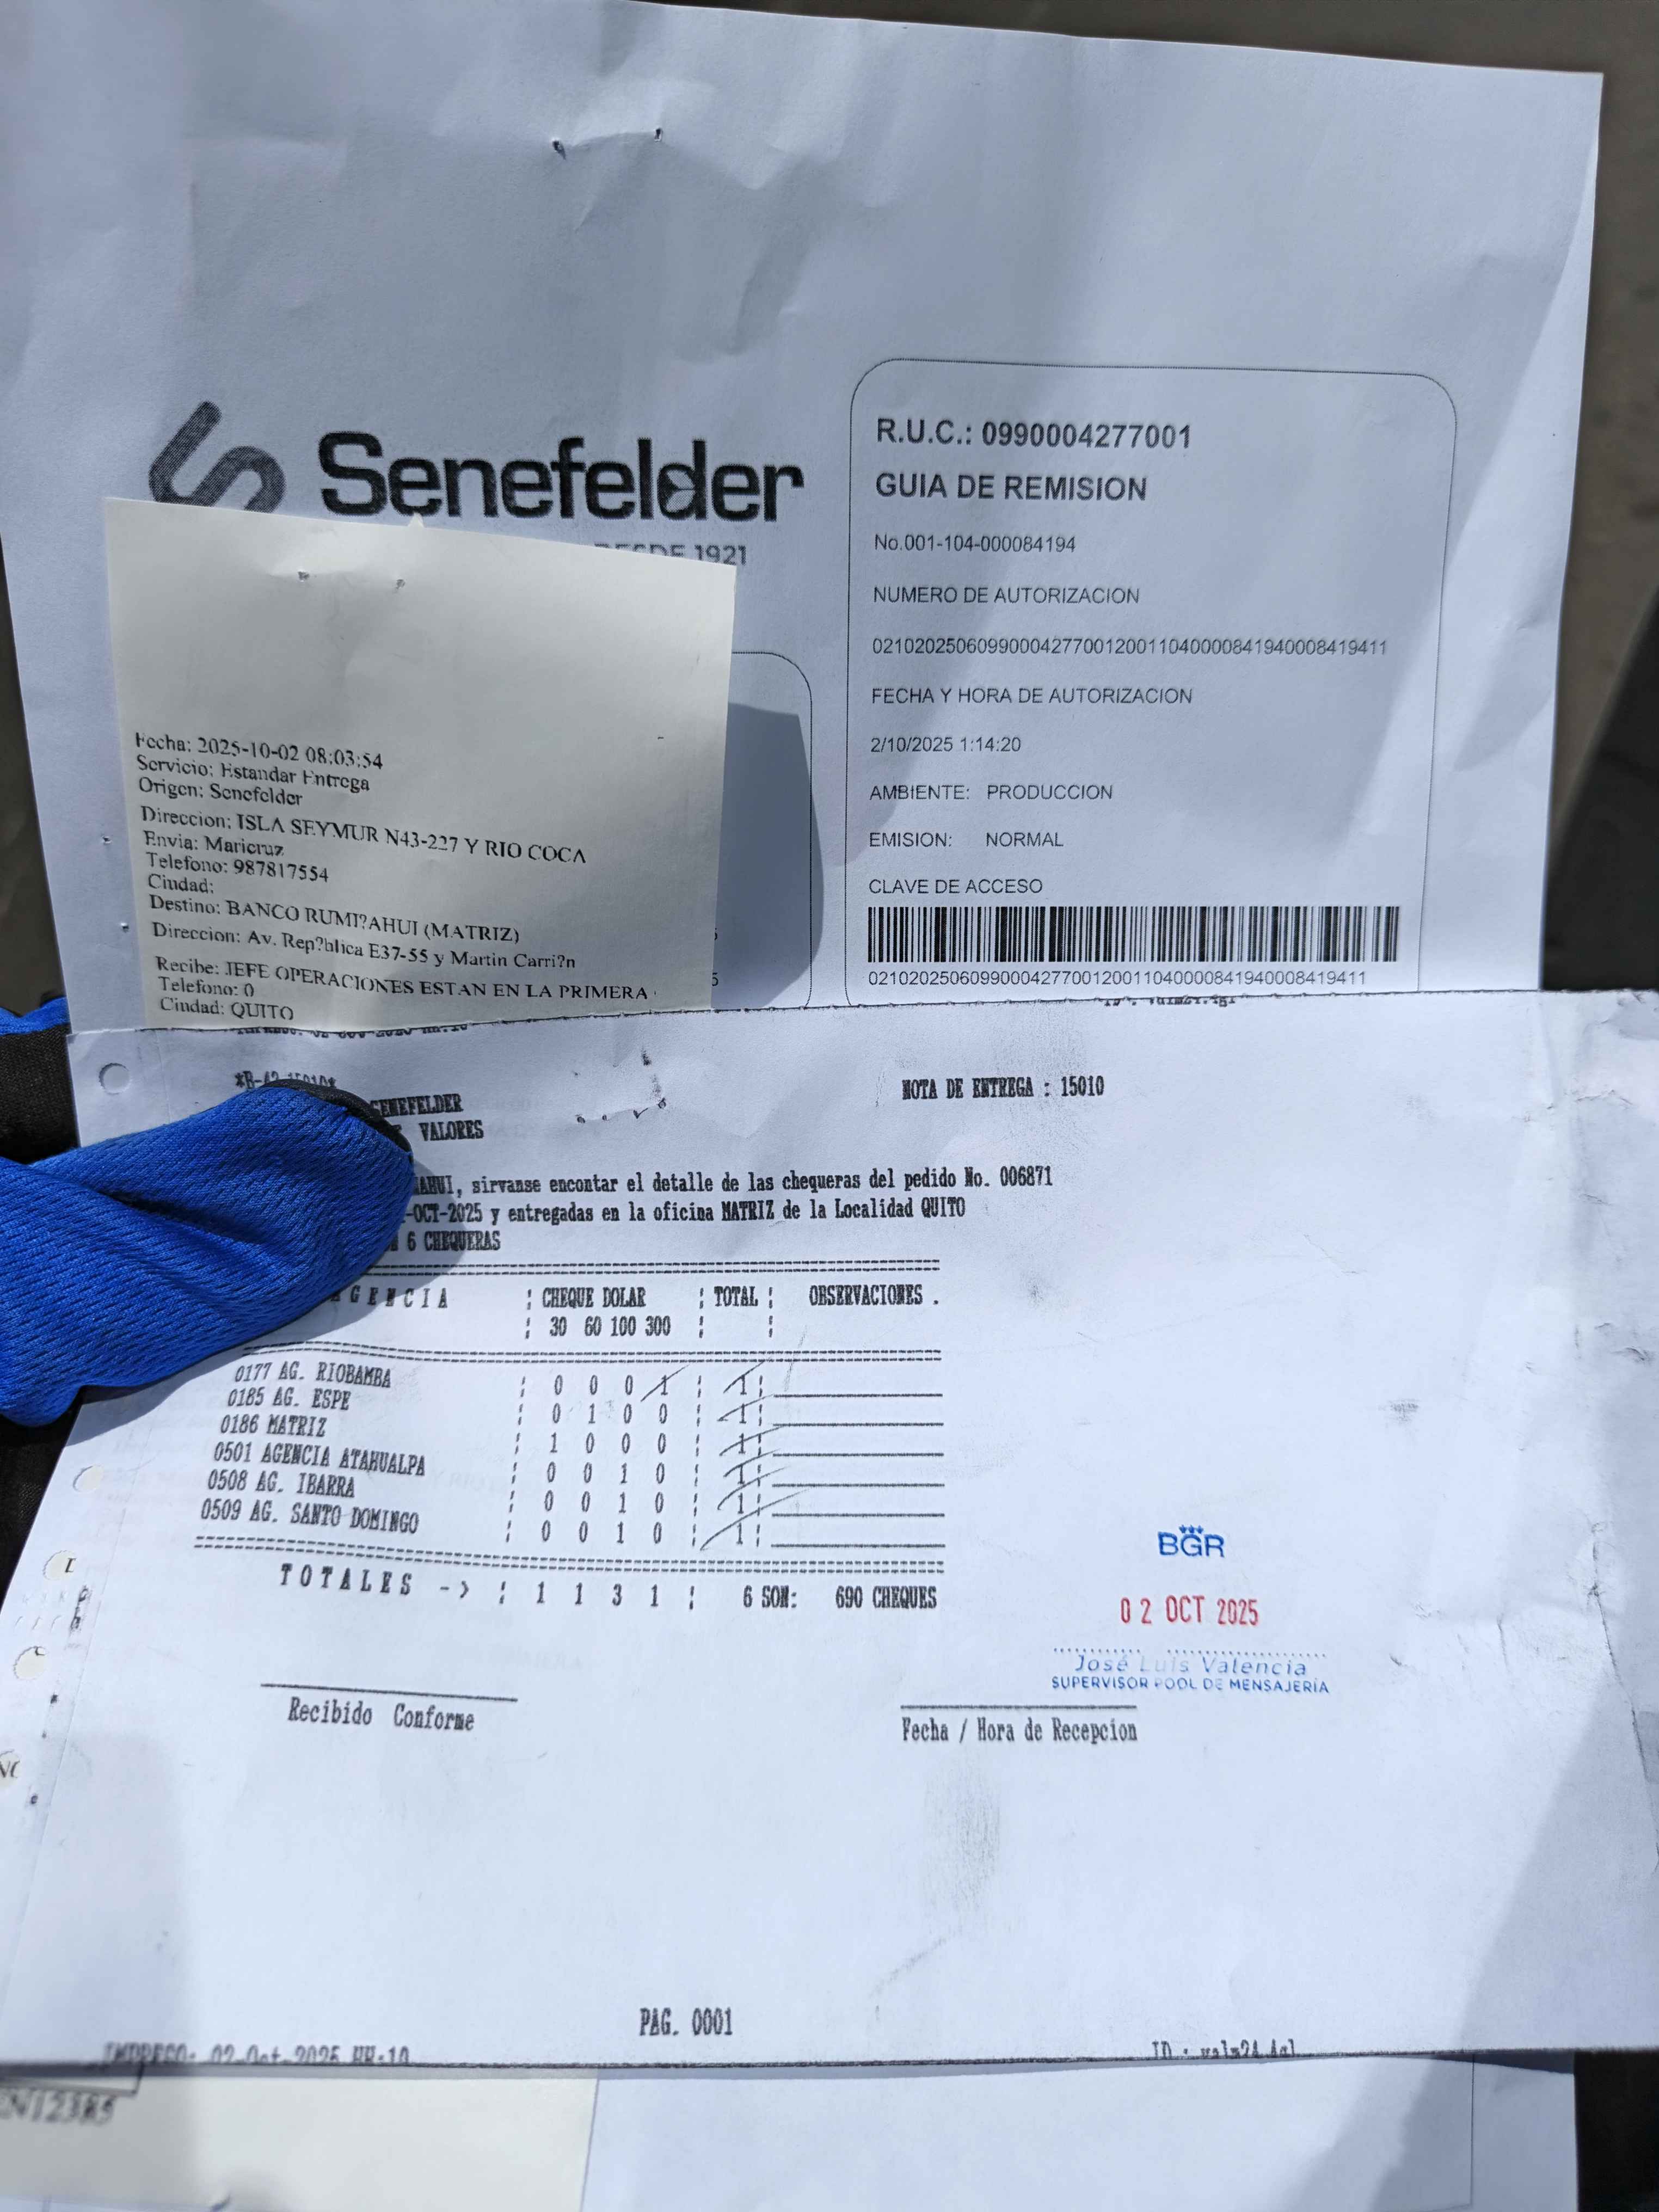 Senefelder
DESDE 1921
R.U.C.: 0990004277001
GUIA DE REMISION
No.001-104-000084194
NUMERO DE AUTORIZACION
0210202506099000427700120011040000841940008419411
FECHA Y HORA DE AUTORIZACION
2/10/2025 1:14:20
AMBIENTE: PRODUCCION
EMISION: NORMAL
CLAVE DE ACCESO
0210202506099000427700120011040000841940008419411
Fecha: 2025-10-02 08:03:54
Servicio: Estandar Entrega
Origen: Senefelder
Direccion: ISLA SEYMUR N43-227 Y RIO COCA
Envia: Maricruz
Telefono: 987817554
Ciudad:
Destino: BANCO RUMI?AHUI (MATRIZ)
Direccion: Av. Rep?blica E37-55 y Martin Carri?n
Recibe: JEFE OPERACIONES ESTAN EN LA PRIMERA
Telefono: 0
Ciudad: QUITO
NOTA DE ENTREGA : 15010
SENEFELDER
VALORES
AHUI, sirvanse encontar el detalle de las chequeras del pedido No. 006871
-OCT-2025 y entregadas en la oficina MATRIZ de la Localidad QUITO
6 CHEQUERAS
GENCIA ¦ CHEQUE DOLAR ¦ TOTAL ¦ OBSERVACIONES .
¦ 30 60 100 300 ¦ ¦
0177 AG. RIOBAMBA ¦ 0 0 0 1 ¦ 1 ¦
0185 AG. ESPE ¦ 0 1 0 0 ¦ 1 ¦
0186 MATRIZ ¦ 1 0 0 0 ¦ 1 ¦
0501 AGENCIA ATAHUALPA ¦ 0 0 1 0 ¦ 1 ¦
0508 AG. IBARRA ¦ 0 0 1 0 ¦ 1 ¦
0509 AG. SANTO DOMINGO ¦ 0 0 1 0 ¦ 1 ¦
TOTALES -> ¦ 1 1 3 1 ¦ 6 SON: 690 CHEQUES
BGR
02 OCT 2025
José Luis Valencia
SUPERVISOR POOL DE MENSAJERÍA
Recibido Conforme
Fecha / Hora de Recepcion
PAG. 0001
N12385